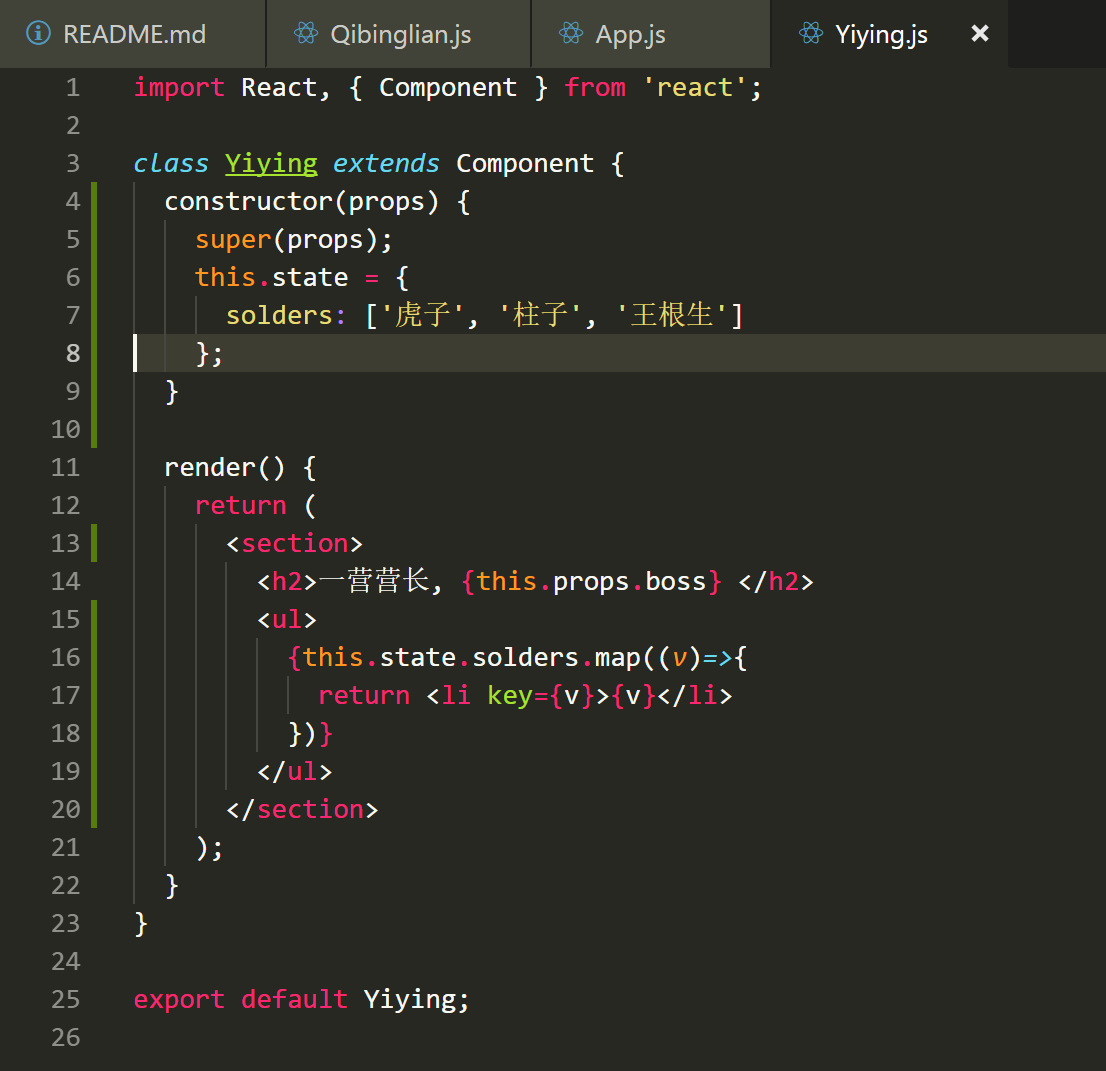 README.md Qibinglian.js App.js Yiying.js ×
1 import React, { Component } from 'react';
2
3 class Yiying extends Component {
4   constructor(props) {
5     super(props);
6     this.state = {
7       solders: ['虎子', '柱子', '王根生']
8     };
9   }
10
11   render() {
12     return (
13       <section>
14         <h2>一营营长, {this.props.boss} </h2>
15         <ul>
16           {this.state.solders.map((v)=>{
17             return <li key={v}>{v}</li>
18           })}
19         </ul>
20       </section>
21     );
22   }
23 }
24
25 export default Yiying;
26